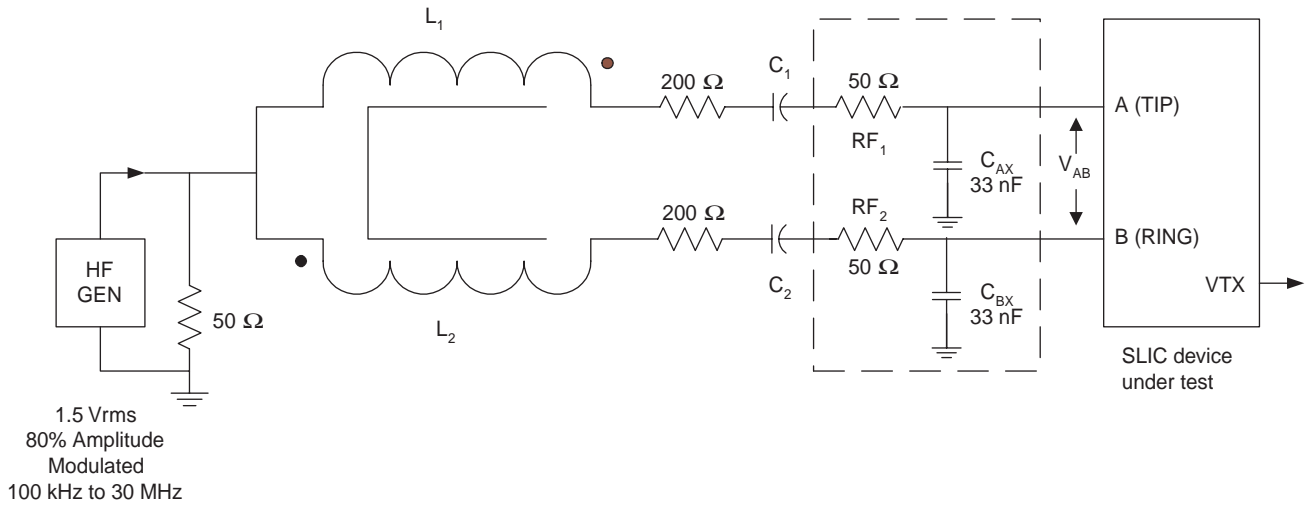 L1
C1
200 Ω
50 Ω
RF1
A (TIP)
CAX
33 nF
VAB
RF2
200 Ω
50 Ω
B (RING)
C2
CBX
33 nF
VTX
HF
GEN
50 Ω
L2
SLIC device
under test
1.5 Vrms
80% Amplitude
Modulated
100 kHz to 30 MHz